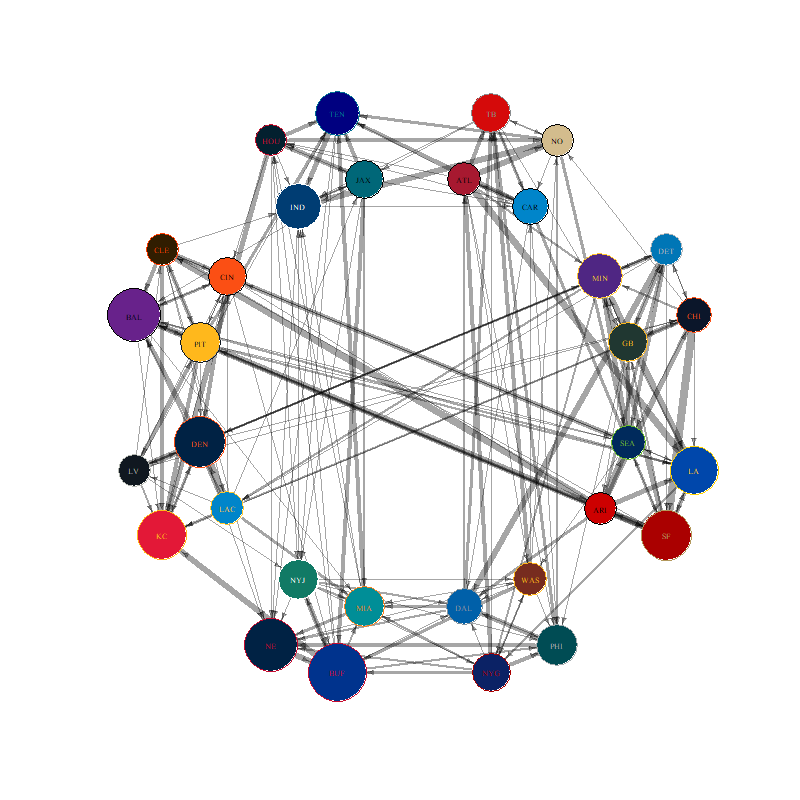 TEN
TB
HOU
NO
JAX
ATL
IND
CAR
CLE
DET
CIN
MIN
BAL
CHI
PIT
GB
DEN
SEA
LV
LA
LAC
ARI
KC
SF
NYJ
WAS
MIA
DAL
NE
PHI
BUF
NYG